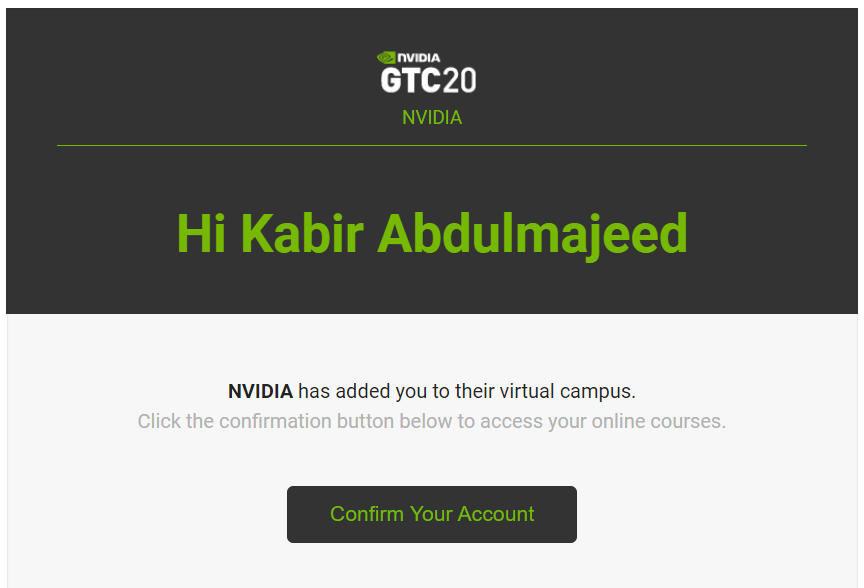 NVIDIA
GTC20
NVIDIA
Hi Kabir Abdulmajeed
NVIDIA has added you to their virtual campus.
Click the confirmation button below to access your online courses.
Confirm Your Account